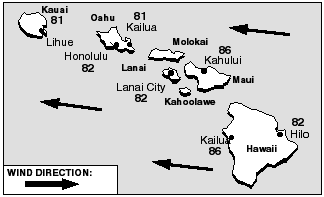 Kauai
81
Lihue
Oahu
81
Kailua
Honolulu
82
Molokai
Lanai
Lanai City
82
Kahoolawe
86
Kahului
Maui
82
Hilo
Kailua
86
Hawaii
WIND DIRECTION: